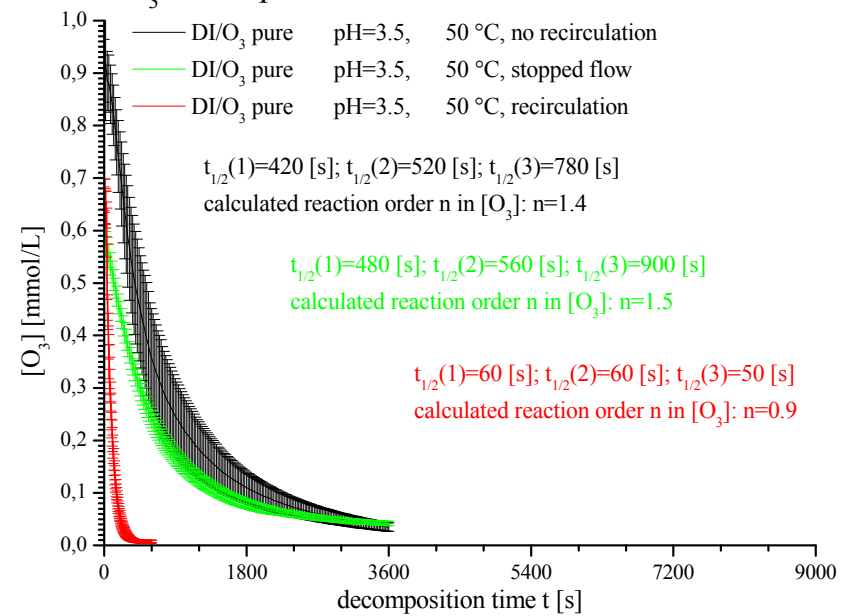 1,0
0,9
0,8
0,7
0,6
0,5
0,4
0,3
0,2
0,1
0,0
[O₃] [mmol/L]
DI/O₃ pure pH=3.5, 50 °C, no recirculation
DI/O₃ pure pH=3.5, 50 °C, stopped flow
DI/O₃ pure pH=3.5, 50 °C, recirculation
t₁/₂(1)=420 [s]; t₁/₂(2)=520 [s]; t₁/₂(3)=780 [s]
calculated reaction order n in [O₃]: n=1.4
t₁/₂(1)=480 [s]; t₁/₂(2)=560 [s]; t₁/₂(3)=900 [s]
calculated reaction order n in [O₃]: n=1.5
t₁/₂(1)=60 [s]; t₁/₂(2)=60 [s]; t₁/₂(3)=50 [s]
calculated reaction order n in [O₃]: n=0.9
0 1800 3600 5400 7200 9000
decomposition time t [s]